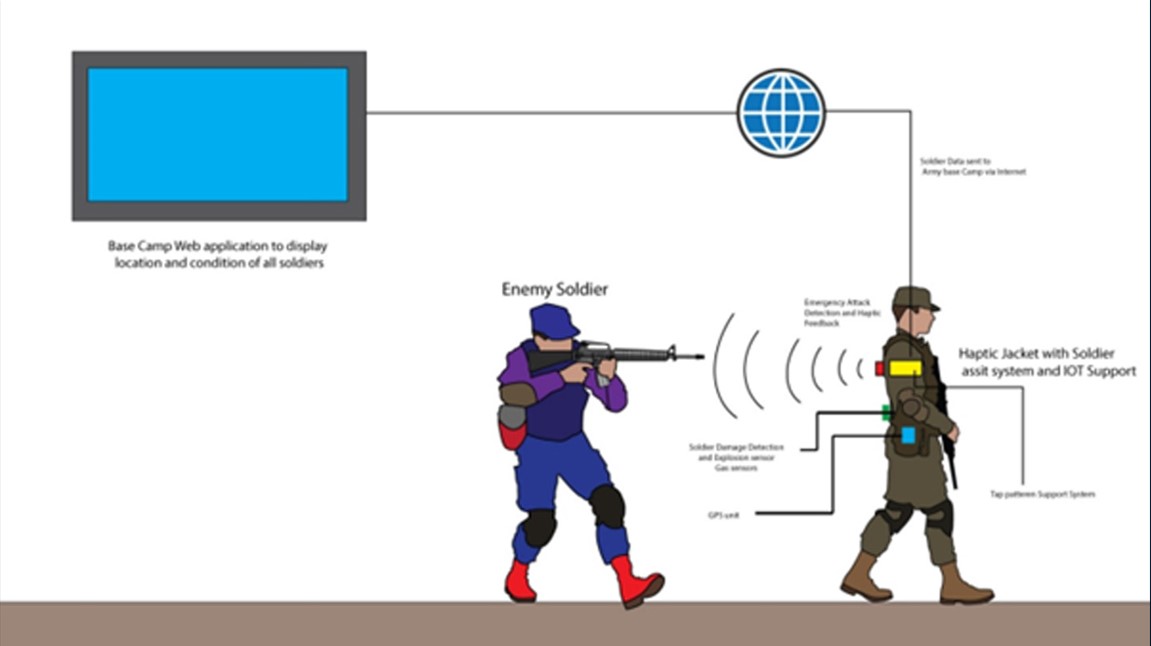 Soldier Data sent to
Army base Camp via Internet
Base Camp Web application to display
location and condition of all soldiers
Enemy Soldier
Emergency Attack
Detection and Haptic
Feedback
Haptic Jacket with Soldier
assit system and IOT Support
Soldier Damage Detection
and Explosion sensor
Gas sensors
Tap patteren Support System
GPS unit